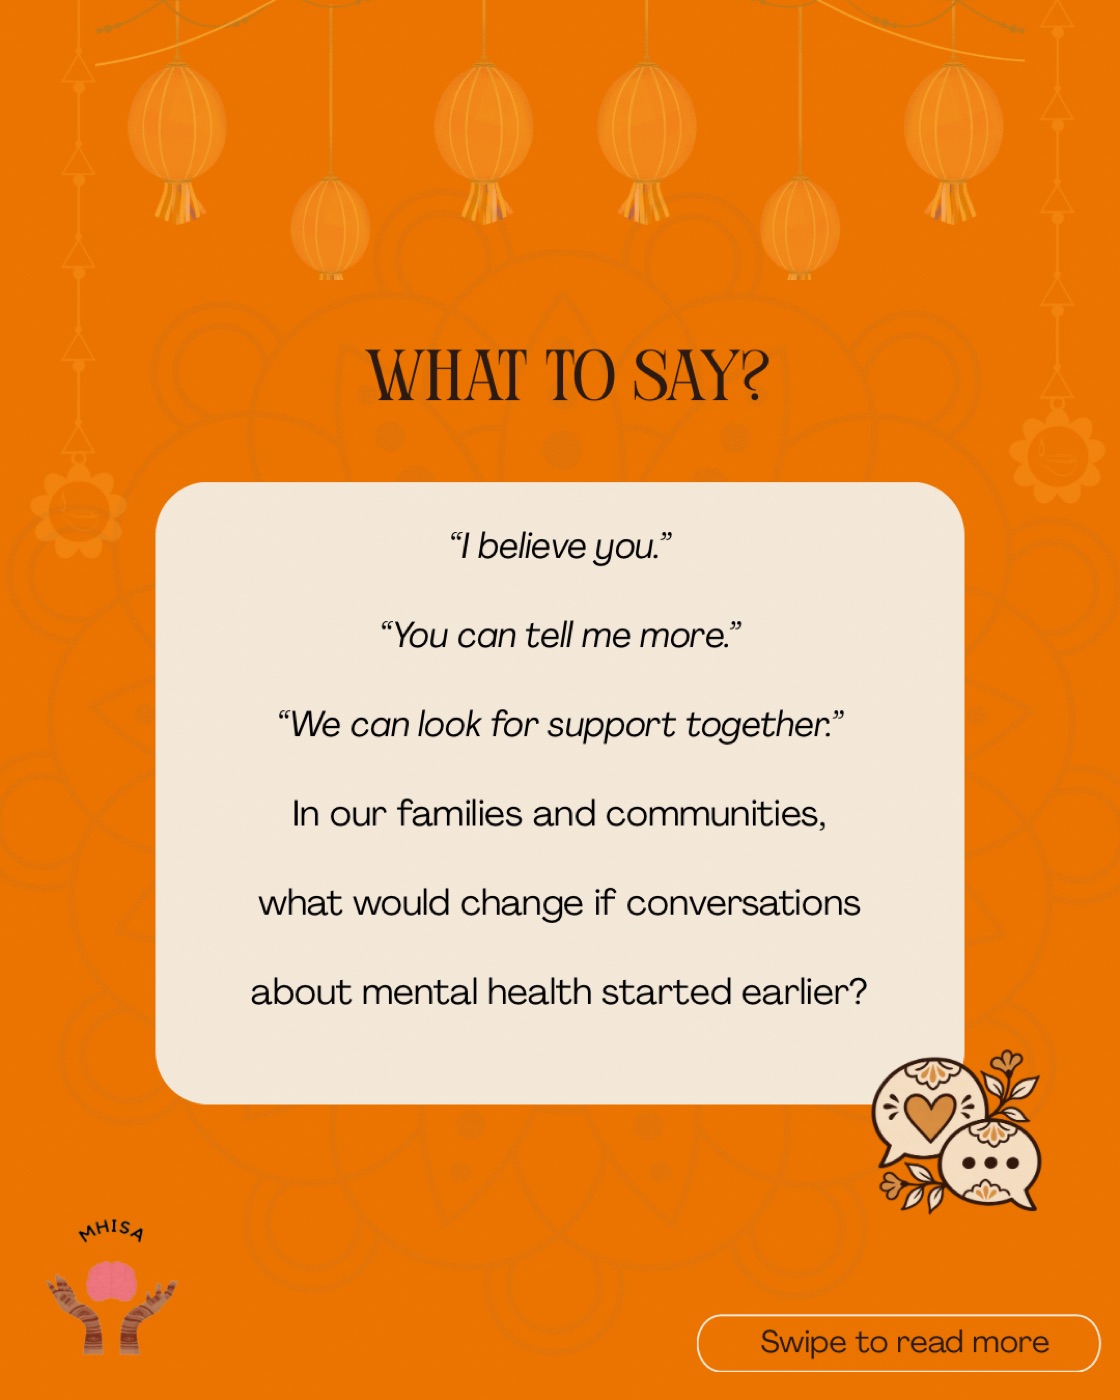 WHAT TO SAY?
“I believe you.”
“You can tell me more.”
“We can look for support together.”
In our families and communities,
what would change if conversations
about mental health started earlier?
MHISA
Swipe to read more